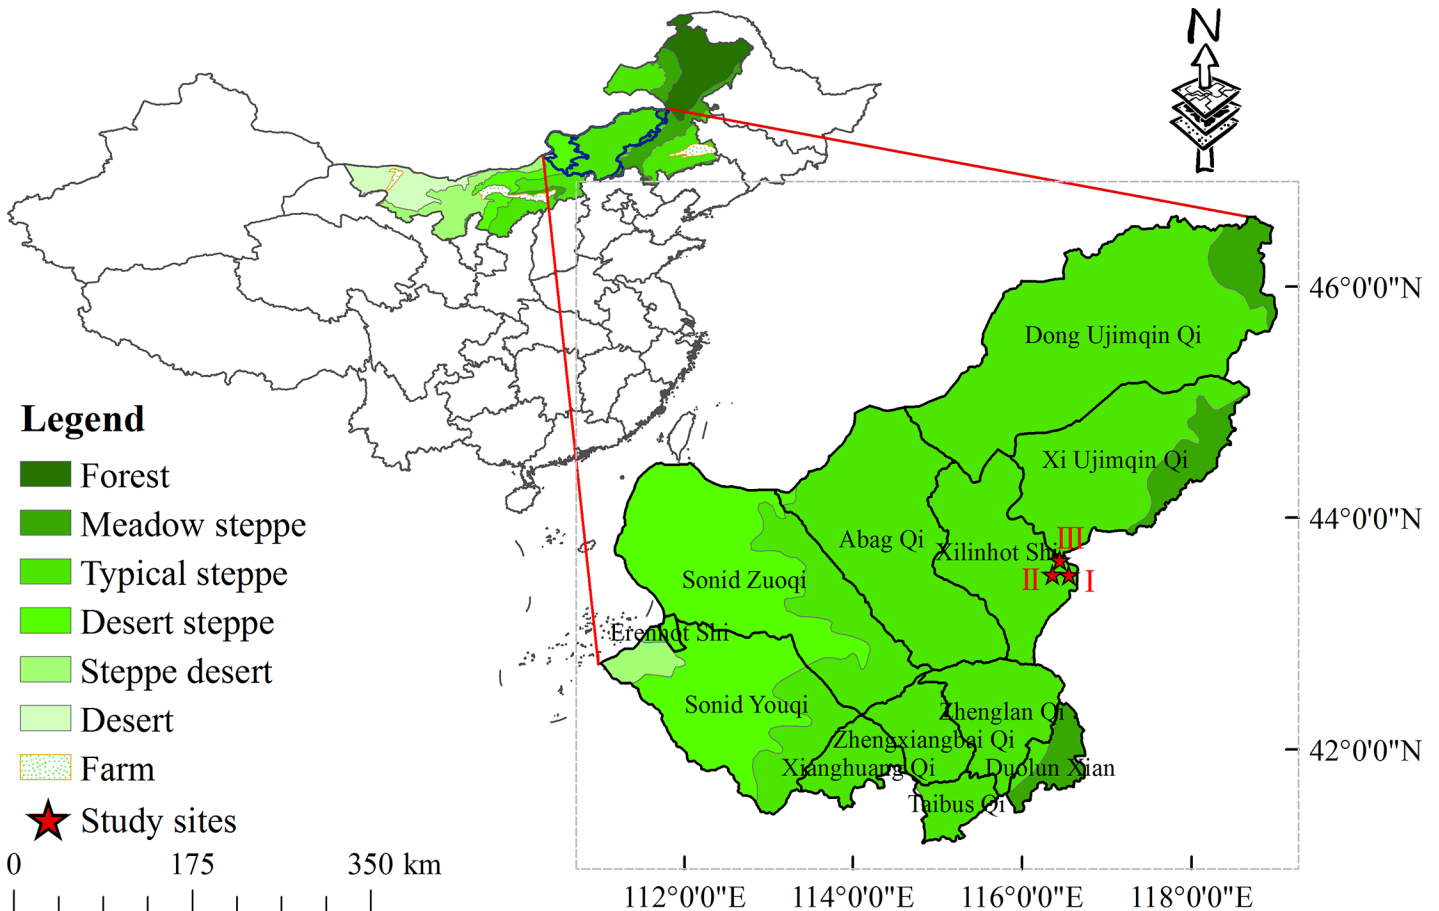 N
46°0'0"N
Dong Ujimqin Qi
Legend
Xi Ujimqin Qi
Forest
Meadow steppe
44°0'0"N
Abag Qi
Xilinhot Shi
III
Typical steppe
Sonid Zuoqi
II
I
Desert steppe
Erenhot Shi
Steppe desert
Sonid Youqi
Zhenglan Qi
Desert
Zhengxiangbai Qi
42°0'0"N
Farm
Xianghuang Qi
Duolun Xian
Taibus Qi
Study sites
0 175 350 km
112°0'0"E 114°0'0"E 116°0'0"E 118°0'0"E